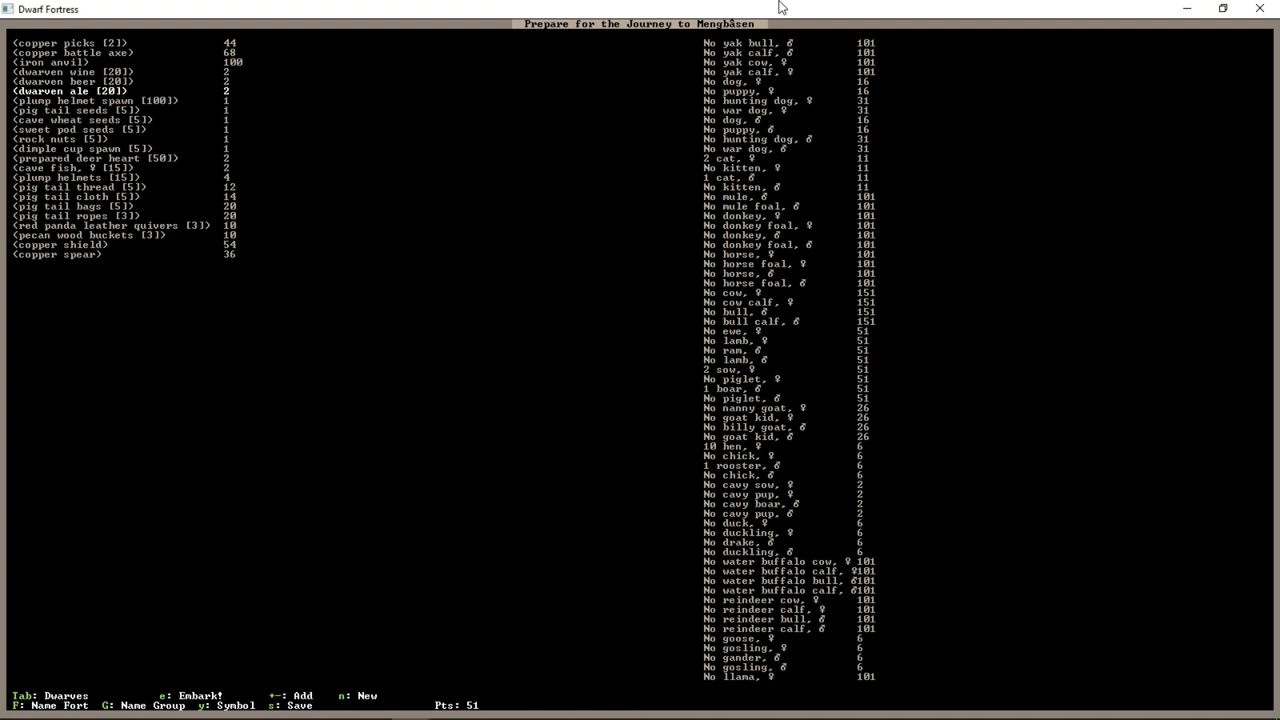 Dwarf Fortress
Prepare for the Journey to Mengbâsen
(copper picks [2]) 44
(copper battle axe) 68
(iron anvil) 100
(dwarven wine [20]) 2
(dwarven beer [20]) 2
(dwarven ale [20]) 2
(plump helmet spawn [100]) 1
(pig tail seeds [5]) 1
(cave wheat seeds [5]) 1
(sweet pod seeds [5]) 1
(rock nuts [5]) 1
(dimple cup spawn [5]) 1
(prepared deer heart [50]) 2
(cave fish, ♀ [15]) 2
(plump helmets [15]) 4
(pig tail thread [5]) 12
(pig tail cloth [5]) 14
(pig tail bags [5]) 20
(pig tail ropes [3]) 20
(red panda leather quivers [3]) 10
(pecan wood buckets [3]) 10
(copper shield) 54
(copper spear) 36
No yak bull, ♂ 101
No yak calf, ♂ 101
No yak cow, ♀ 101
No yak calf, ♀ 101
No dog, ♀ 16
No puppy, ♀ 16
No hunting dog, ♀ 31
No war dog, ♀ 31
No dog, ♂ 16
No puppy, ♂ 16
No hunting dog, ♂ 31
No war dog, ♂ 31
2 cat, ♀ 11
No kitten, ♀ 11
1 cat, ♂ 11
No kitten, ♂ 11
No mule, ♂ 101
No mule foal, ♂ 101
No donkey, ♀ 101
No donkey foal, ♀ 101
No donkey, ♂ 101
No donkey foal, ♂ 101
No horse, ♀ 101
No horse foal, ♀ 101
No horse, ♂ 101
No horse foal, ♂ 101
No cow, ♀ 151
No cow calf, ♀ 151
No bull, ♂ 151
No bull calf, ♂ 151
No ewe, ♀ 51
No lamb, ♀ 51
No ram, ♂ 51
No lamb, ♂ 51
2 sow, ♀ 51
No piglet, ♀ 51
1 boar, ♂ 51
No piglet, ♂ 51
No nanny goat, ♀ 26
No goat kid, ♀ 26
No billy goat, ♂ 26
No goat kid, ♂ 26
10 hen, ♀ 6
No chick, ♀ 6
1 rooster, ♂ 6
No chick, ♂ 6
No cavy sow, ♀ 2
No cavy pup, ♀ 2
No cavy boar, ♂ 2
No cavy pup, ♂ 2
No duck, ♀ 6
No duckling, ♀ 6
No drake, ♂ 6
No duckling, ♂ 6
No water buffalo cow, ♀ 101
No water buffalo calf, ♀101
No water buffalo bull, ♂101
No water buffalo calf, ♂101
No reindeer cow, ♀ 101
No reindeer calf, ♀ 101
No reindeer bull, ♂ 101
No reindeer calf, ♂ 101
No goose, ♀ 6
No gosling, ♀ 6
No gander, ♂ 6
No gosling, ♂ 6
No llama, ♀ 101
Tab: Dwarves e: Embark! +-: Add n: New
F: Name Fort G: Name Group y: Symbol s: Save Pts: 51